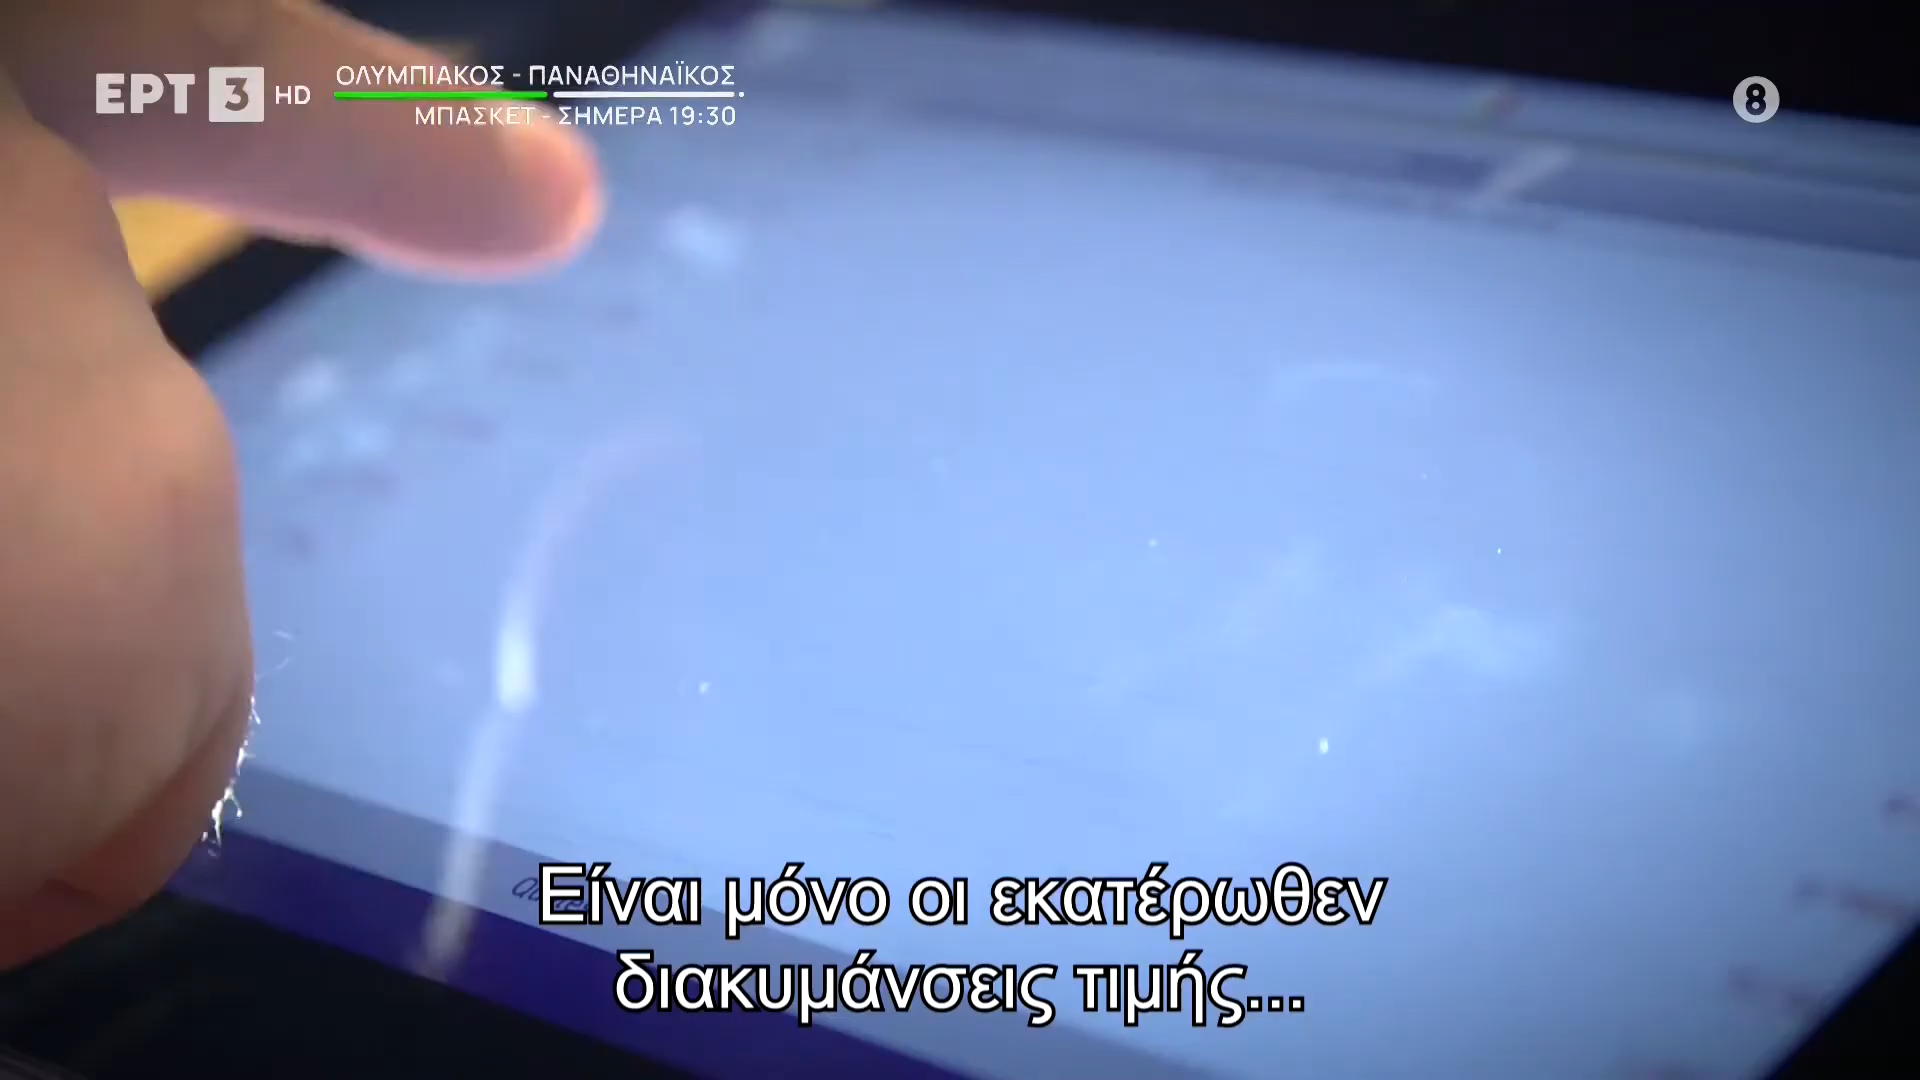 ΕΡΤ 3 HD
ΟΛΥΜΠΙΑΚΟΣ - ΠΑΝΑΘΗΝΑΪΚΟΣ
ΜΠΑΣΚΕΤ - ΣΗΜΕΡΑ 19:30
8
Είναι μόνο οι εκατέρωθεν
διακυμάνσεις τιμής...